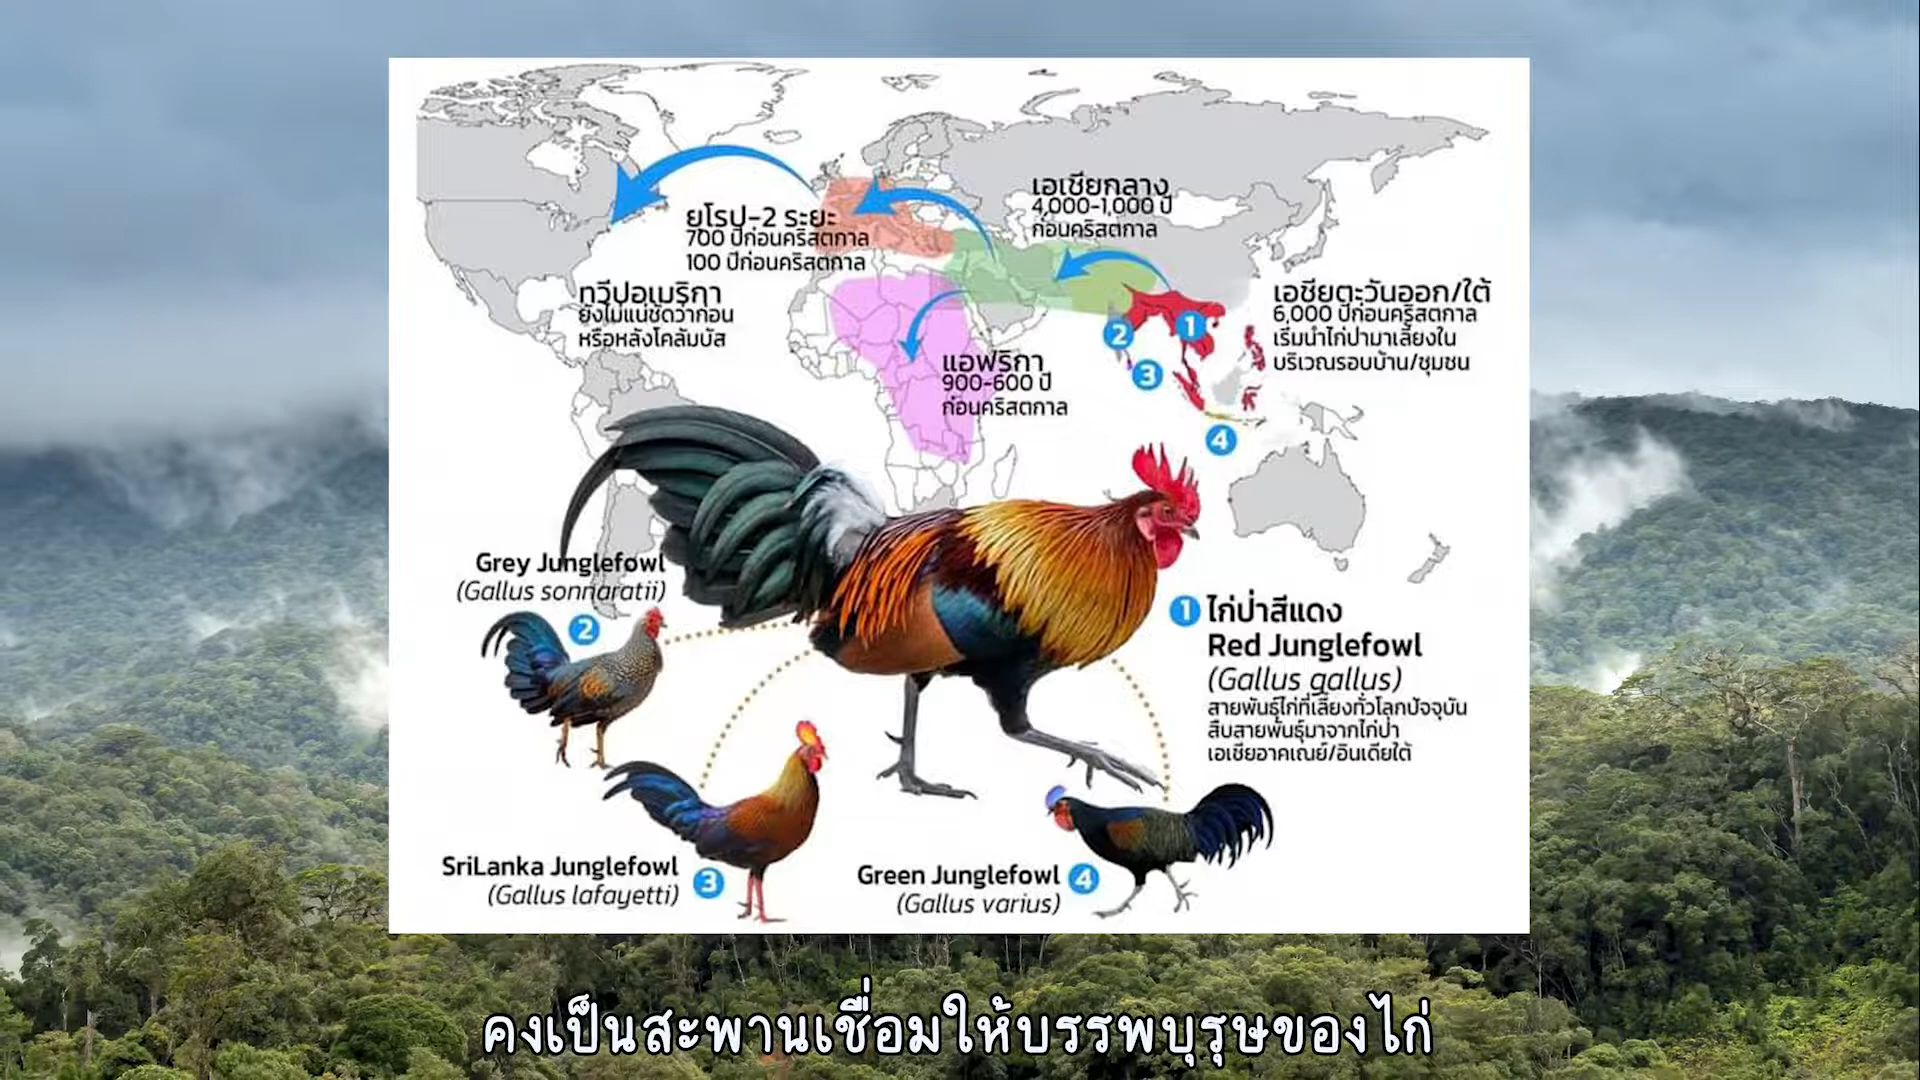 เอเชียกลาง
4,000-1,000 ปี
ก่อนคริสตกาล
ยุโรป-2 ระยะ
700 ปีก่อนคริสตกาล
100 ปีก่อนคริสตกาล
ทวีปอเมริกา
ยังไม่แน่ชัดว่าก่อน
หรือหลังโคลัมบัส
เอเชียตะวันออก/ใต้
6,000 ปีก่อนคริสตกาล
เริ่มนำไก่ป่ามาเลี้ยงใน
บริเวณรอบบ้าน/ชุมชน
แอฟริกา
900-600 ปี
ก่อนคริสตกาล
1
2
3
4
Grey Junglefowl
(Gallus sonnaratii)
2
1 ไก่ป่าสีแดง
Red Junglefowl
(Gallus gallus)
สายพันธุ์ไก่ที่เลี้ยงทั่วโลกปัจจุบัน
สืบสายพันธุ์มาจากไก่ป่า
เอเชียอาคเณย์/อินเดียใต้
SriLanka Junglefowl
(Gallus lafayetti)
3
Green Junglefowl 4
(Gallus varius)
คงเป็นสะพานเชื่อมให้บรรพบุรุษของไก่